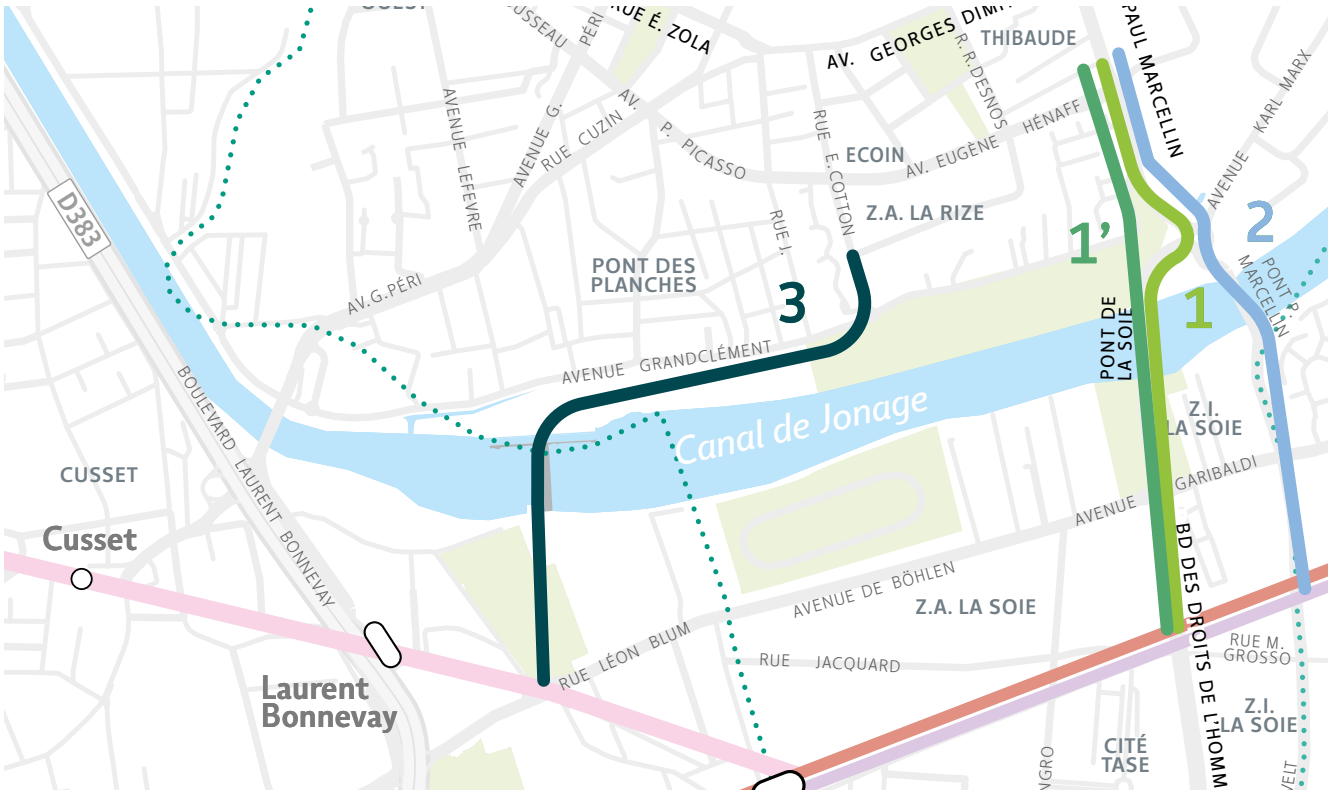 RUE É. ZOLA
PÉRI
AV. GEORGES
THIBAUDE
R. R.DESNOS
PAUL MARCELLIN
AVENUE KARL MARX
AVENUE LEFEVRE
AVENUE G.
RUE CUZIN
AV.
P. PICASSO
RUE E.COTTON
ECOIN
AV. EUGÈNE HÉNAFF
D383
Z.A. LA RIZE
RUE J.
1’
2
PONT DES
PLANCHES
AV.G.PÉRI
3
1
PONT P.
MARCELLIN
PONT DE
LA SOIE
AVENUE GRANDCLÉMENT
BOULEVARD LAURENT BONNEVAY
Canal de Jonage
Z.I.
LA SOIE
CUSSET
AVENUE GARIBALDI
Cusset
BD DES DROITS DE L'HOMM
AVENUE DE BÖHLEN
Z.A. LA SOIE
RUE LÉON BLUM
RUE JACQUARD
RUE M.
GROSSO
Laurent
Bonnevay
Z.I.
LA SOIE
CITÉ
TASE
NGRO
VELT